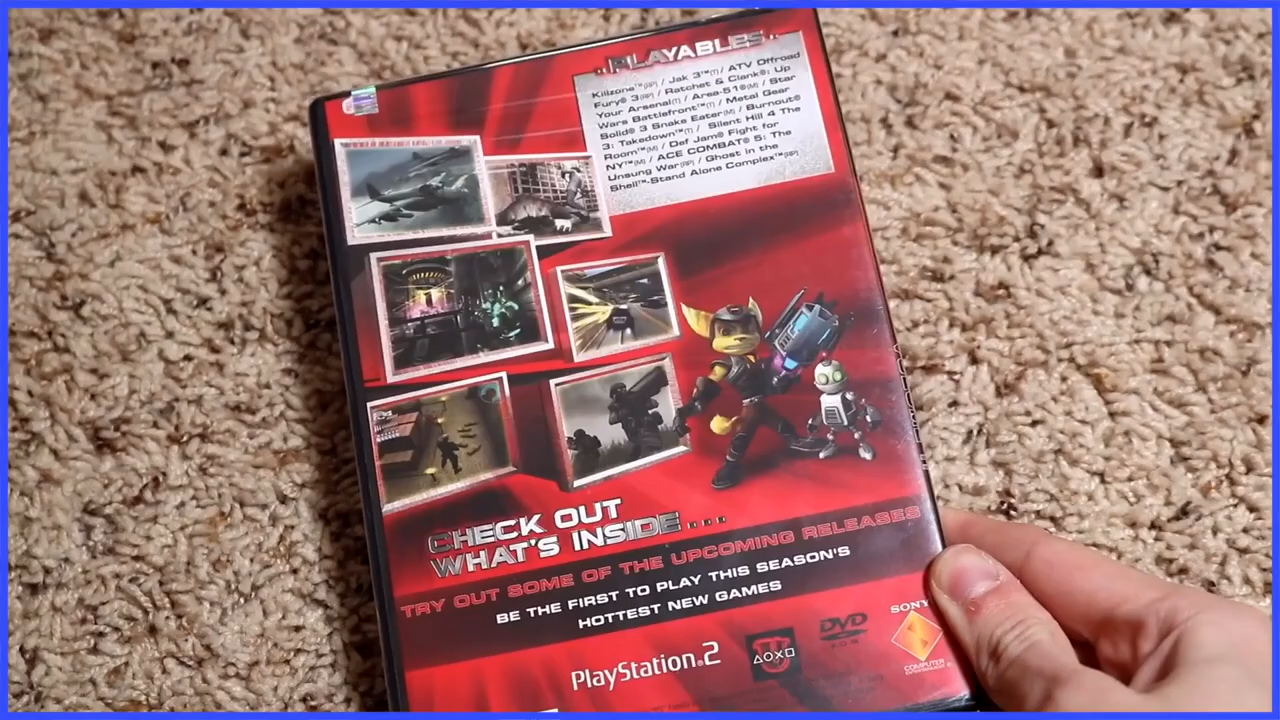 ..PLAYABLES..
Killzone™(RP) / Jak 3™(T) / ATV Offroad
Fury® 3(RP) / Ratchet & Clank®: Up
Your Arsenal(T) / Area-51®(M) / Star
Wars Battlefront™(T) / Metal Gear
Solid® 3 Snake Eater(M) / Burnout®
3: Takedown™(T) / Silent Hill 4 The
Room™(M) / Def Jam® Fight for
NY™(M) / ACE COMBAT® 5: The
Unsung War(RP) / Ghost in the
Shell™-Stand Alone Complex™(RP)
CHECK OUT
WHAT'S INSIDE....
TRY OUT SOME OF THE UPCOMING RELEASES
BE THE FIRST TO PLAY THIS SEASON'S
HOTTEST NEW GAMES
PlayStation.2
DVD
ROM
SONY
COMPUTER
ENTERTAINMENT